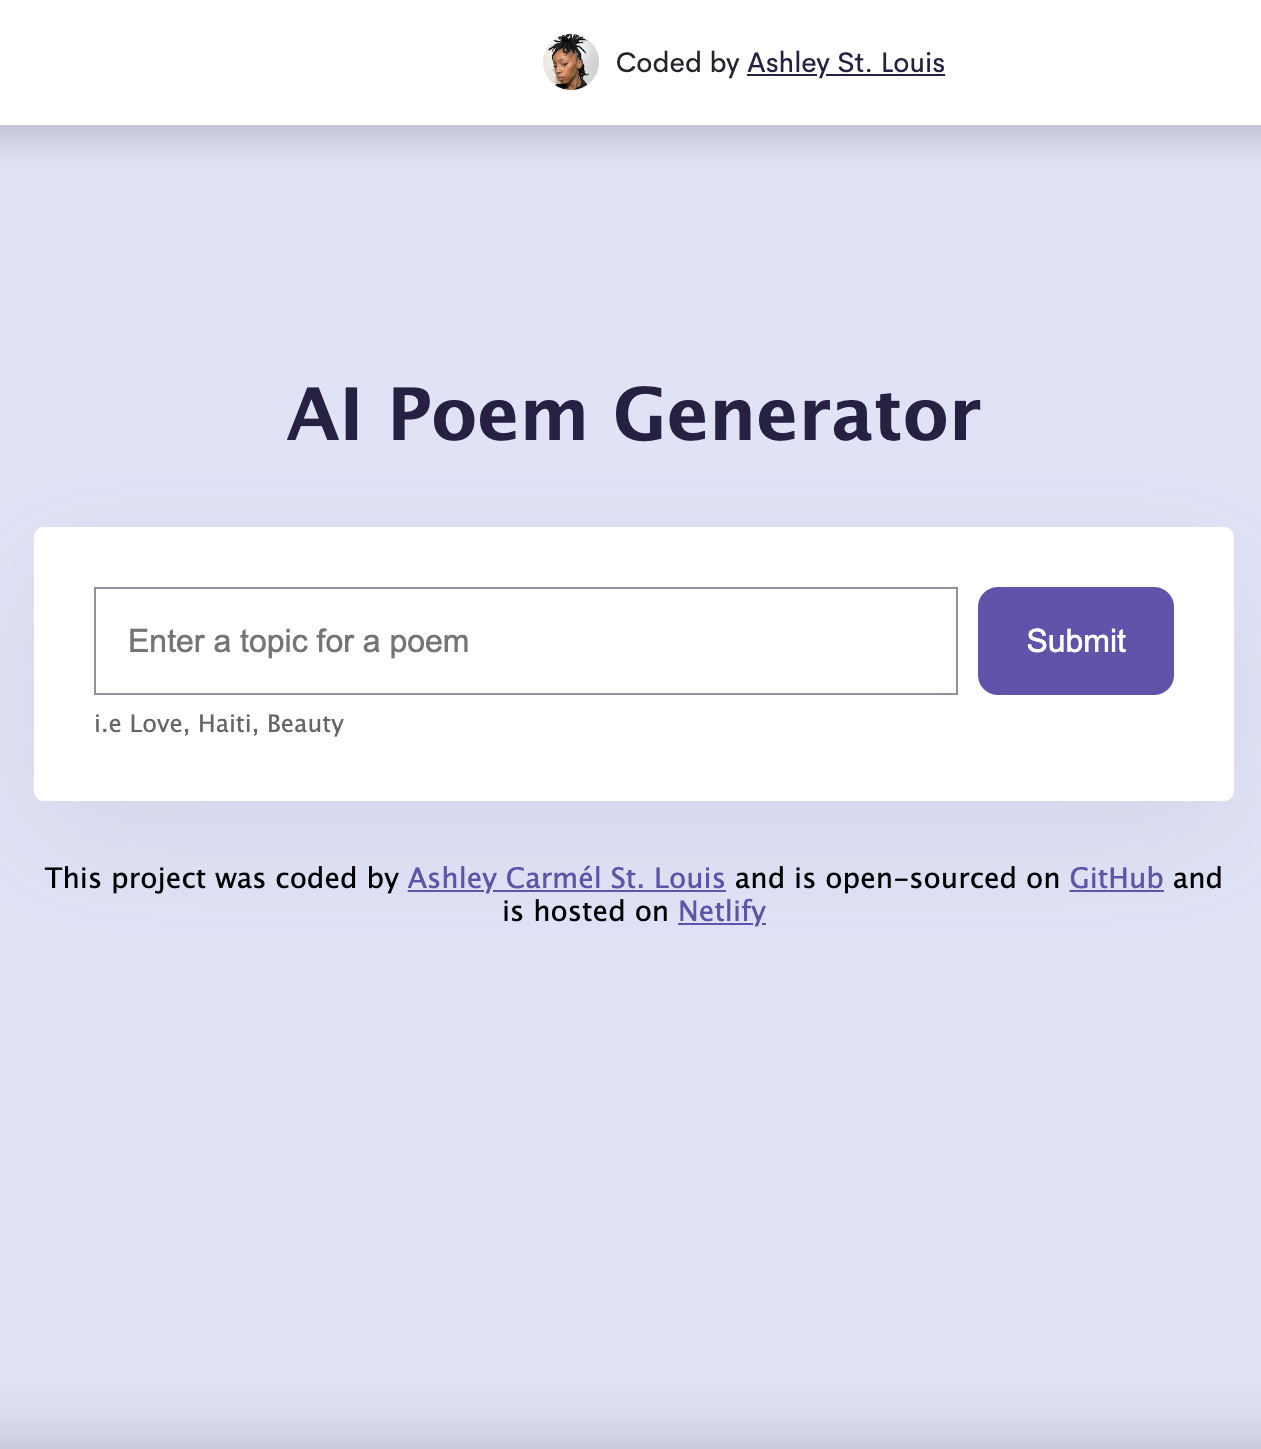 Coded by Ashley St. Louis
AI Poem Generator
Enter a topic for a poem
Submit
i.e Love, Haiti, Beauty
This project was coded by Ashley Carmél St. Louis and is open-sourced on GitHub and
is hosted on Netlify